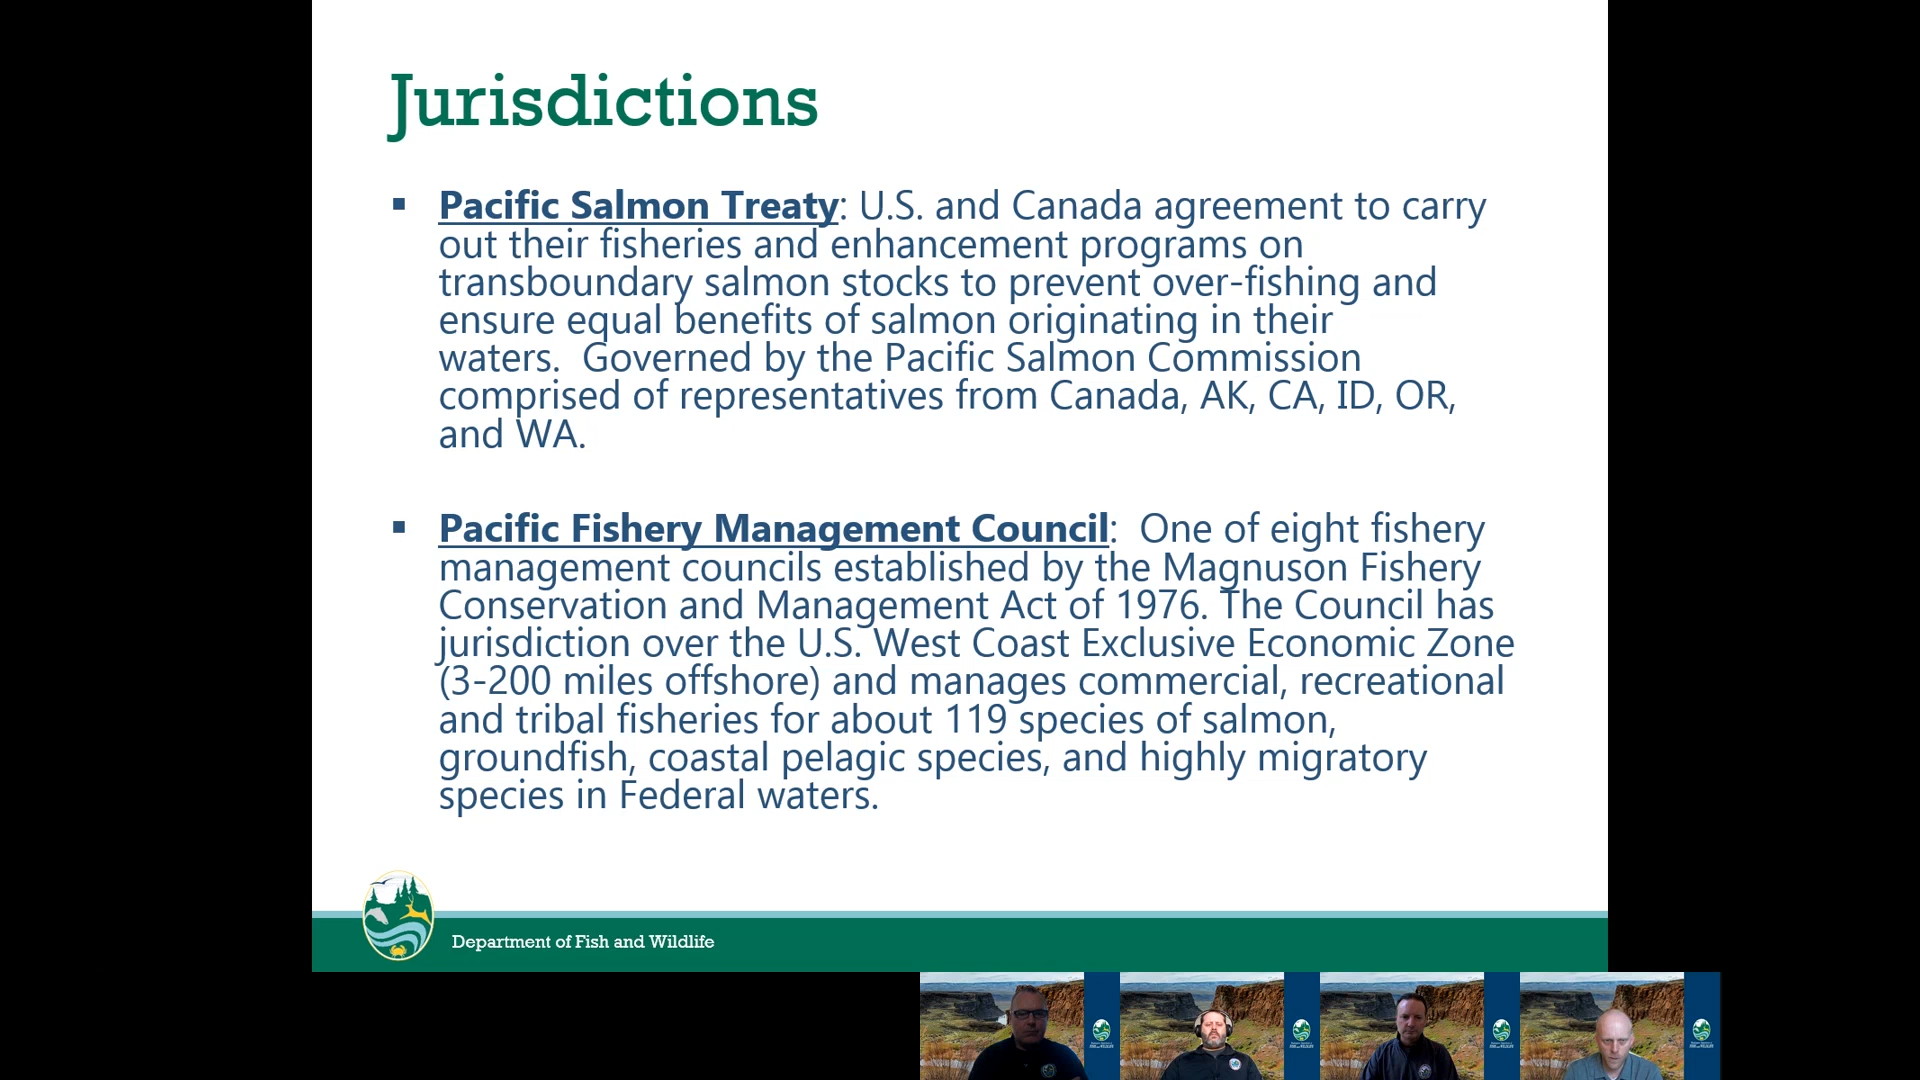 Jurisdictions
▪ Pacific Salmon Treaty: U.S. and Canada agreement to carry
out their fisheries and enhancement programs on
transboundary salmon stocks to prevent over-fishing and
ensure equal benefits of salmon originating in their
waters.  Governed by the Pacific Salmon Commission
comprised of representatives from Canada, AK, CA, ID, OR,
and WA.
▪ Pacific Fishery Management Council:  One of eight fishery
management councils established by the Magnuson Fishery
Conservation and Management Act of 1976. The Council has
jurisdiction over the U.S. West Coast Exclusive Economic Zone
(3-200 miles offshore) and manages commercial, recreational
and tribal fisheries for about 119 species of salmon,
groundfish, coastal pelagic species, and highly migratory
species in Federal waters.
Department of Fish and Wildlife